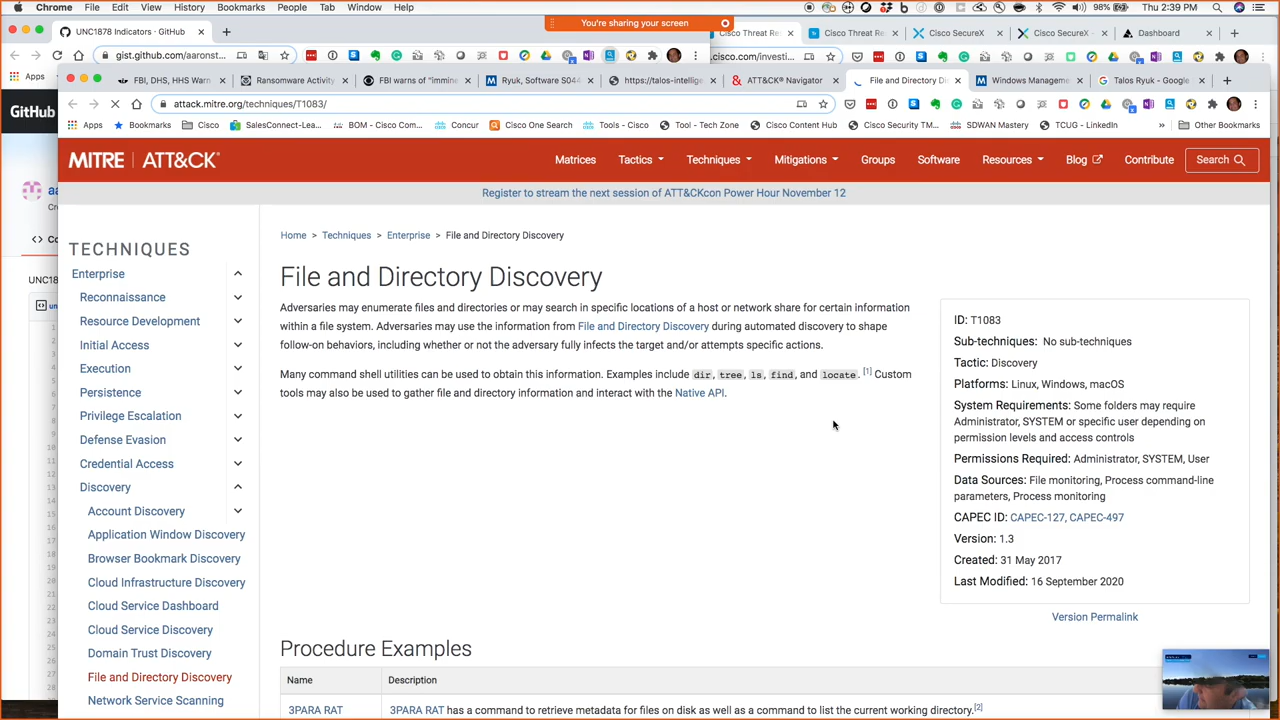 Chrome File Edit View History Bookmarks People Tab Window Help
98% Thu 2:39 PM
You're sharing your screen
UNC1878 Indicators · GitHub
Cisco Threat Res
Cisco Threat Res
Cisco SecureX
Cisco SecureX -
Dashboard
gist.github.com/aaronst
.cisco.com/investi
Apps
FBI, DHS, HHS Warn
Ransomware Activity
FBI warns of "immine
Ryuk, Software S044
https://talos-intellige
ATT&CK® Navigator
File and Directory Di
Windows Manageme
Talos Ryuk - Google
attack.mitre.org/techniques/T1083/
Apps Bookmarks Cisco SalesConnect-Lea... BOM - Cisco Com... Concur Cisco One Search Tools - Cisco Tool - Tech Zone Cisco Content Hub Cisco Security TM... SDWAN Mastery TCUG - LinkedIn » Other Bookmarks
GitHub
MITRE | ATT&CK®
Matrices Tactics Techniques Mitigations Groups Software Resources Blog Contribute Search
Register to stream the next session of ATT&CKcon Power Hour November 12
Home > Techniques > Enterprise > File and Directory Discovery
TECHNIQUES
Enterprise
Reconnaissance
Resource Development
Initial Access
Execution
Persistence
Privilege Escalation
Defense Evasion
Credential Access
Discovery
Account Discovery
Application Window Discovery
Browser Bookmark Discovery
Cloud Infrastructure Discovery
Cloud Service Dashboard
Cloud Service Discovery
Domain Trust Discovery
File and Directory Discovery
Network Service Scanning
File and Directory Discovery
Adversaries may enumerate files and directories or may search in specific locations of a host or network share for certain information
within a file system. Adversaries may use the information from File and Directory Discovery during automated discovery to shape
follow-on behaviors, including whether or not the adversary fully infects the target and/or attempts specific actions.
Many command shell utilities can be used to obtain this information. Examples include dir, tree, ls, find, and locate. [1] Custom
tools may also be used to gather file and directory information and interact with the Native API.
ID: T1083
Sub-techniques: No sub-techniques
Tactic: Discovery
Platforms: Linux, Windows, macOS
System Requirements: Some folders may require
Administrator, SYSTEM or specific user depending on
permission levels and access controls
Permissions Required: Administrator, SYSTEM, User
Data Sources: File monitoring, Process command-line
parameters, Process monitoring
CAPEC ID: CAPEC-127, CAPEC-497
Version: 1.3
Created: 31 May 2017
Last Modified: 16 September 2020
Version Permalink
Procedure Examples
Name Description
3PARA RAT 3PARA RAT has a command to retrieve metadata for files on disk as well as a command to list the current working directory.[2]